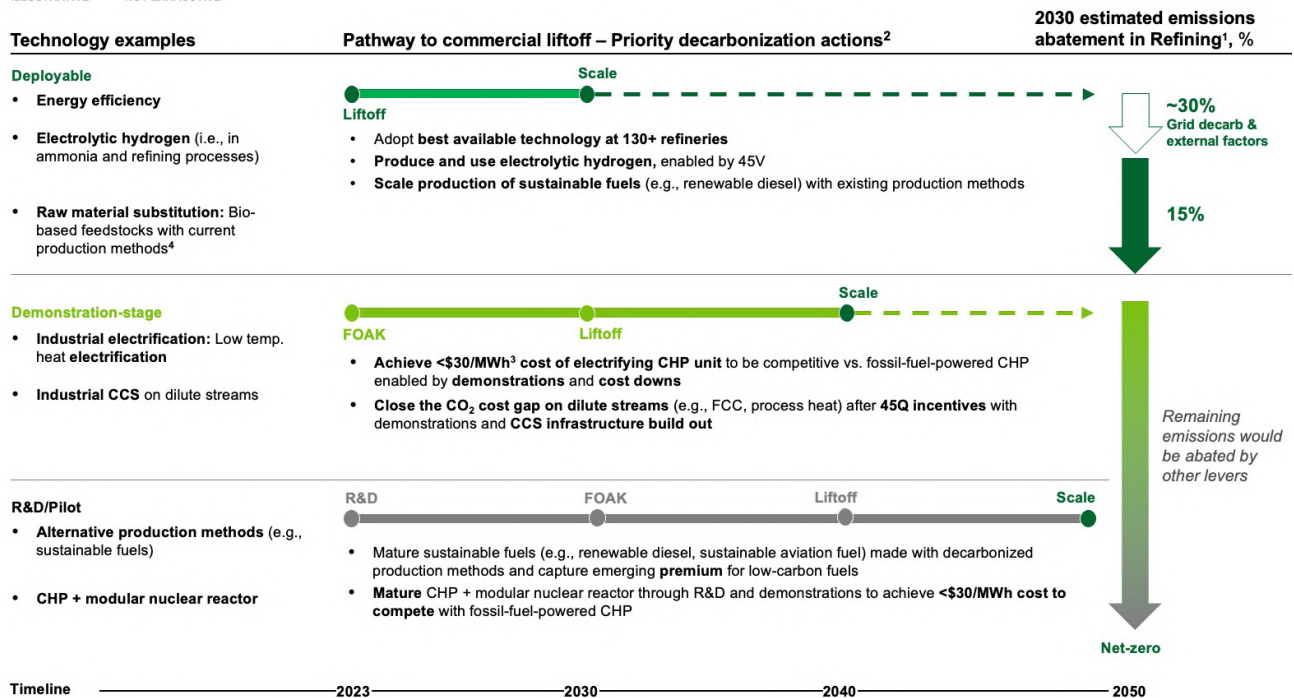 Technology examples
Pathway to commercial liftoff – Priority decarbonization actions2
2030 estimated emissions
abatement in Refining1, %
Deployable
• Energy efficiency
• Electrolytic hydrogen (i.e., in
ammonia and refining processes)
• Raw material substitution: Bio-
based feedstocks with current
production methods4
Scale
Liftoff
• Adopt best available technology at 130+ refineries
• Produce and use electrolytic hydrogen, enabled by 45V
• Scale production of sustainable fuels (e.g., renewable diesel) with existing production methods
~30%
Grid decarb &
external factors
15%
Demonstration-stage
• Industrial electrification: Low temp.
heat electrification
• Industrial CCS on dilute streams
Scale
FOAK
Liftoff
• Achieve <$30/MWh3 cost of electrifying CHP unit to be competitive vs. fossil-fuel-powered CHP
enabled by demonstrations and cost downs
• Close the CO2 cost gap on dilute streams (e.g., FCC, process heat) after 45Q incentives with
demonstrations and CCS infrastructure build out
Remaining
emissions would
be abated by
other levers
R&D/Pilot
• Alternative production methods (e.g.,
sustainable fuels)
• CHP + modular nuclear reactor
R&D
FOAK
Liftoff
Scale
• Mature sustainable fuels (e.g., renewable diesel, sustainable aviation fuel) made with decarbonized
production methods and capture emerging premium for low-carbon fuels
• Mature CHP + modular nuclear reactor through R&D and demonstrations to achieve <$30/MWh cost to
compete with fossil-fuel-powered CHP
Net-zero
Timeline
2023
2030
2040
2050